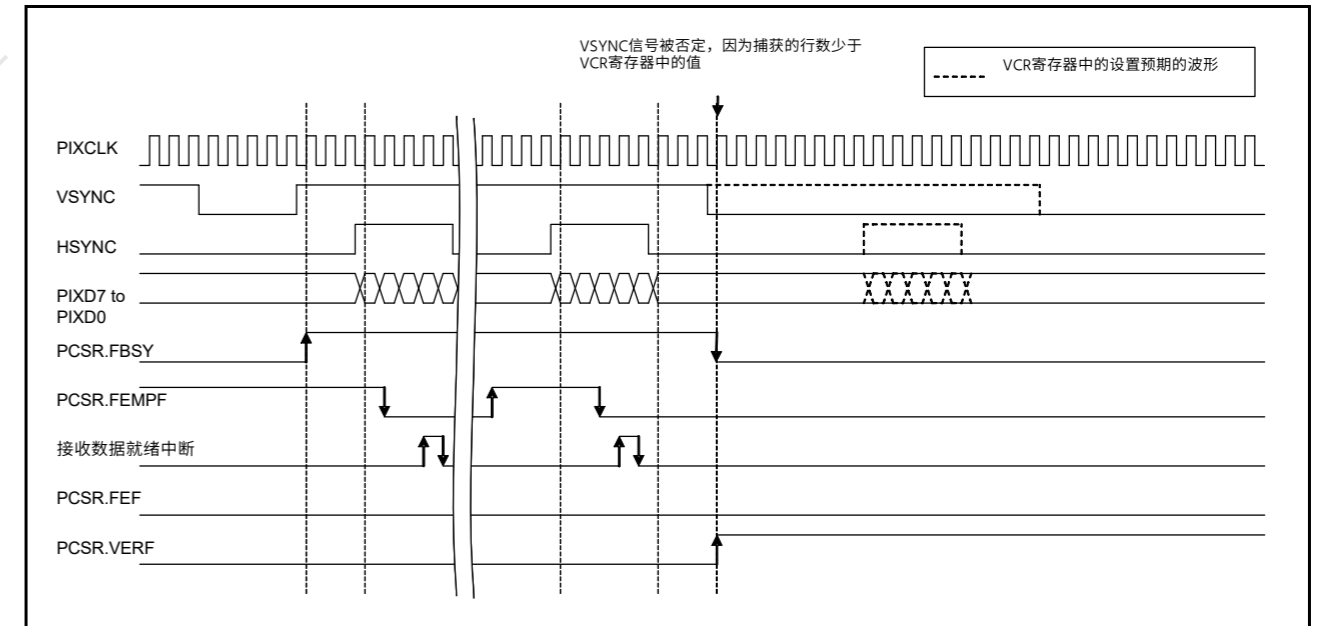 VSYNC信号被否定，因为捕获的行数少于
VCR寄存器中的值
VCR寄存器中的设置预期的波形
PIXCLK
VSYNC
HSYNC
PIXD7 to
PIXD0
PCSR.FBSY
PCSR.FEMPF
接收数据就绪中断
PCSR.FEF
PCSR.VERF